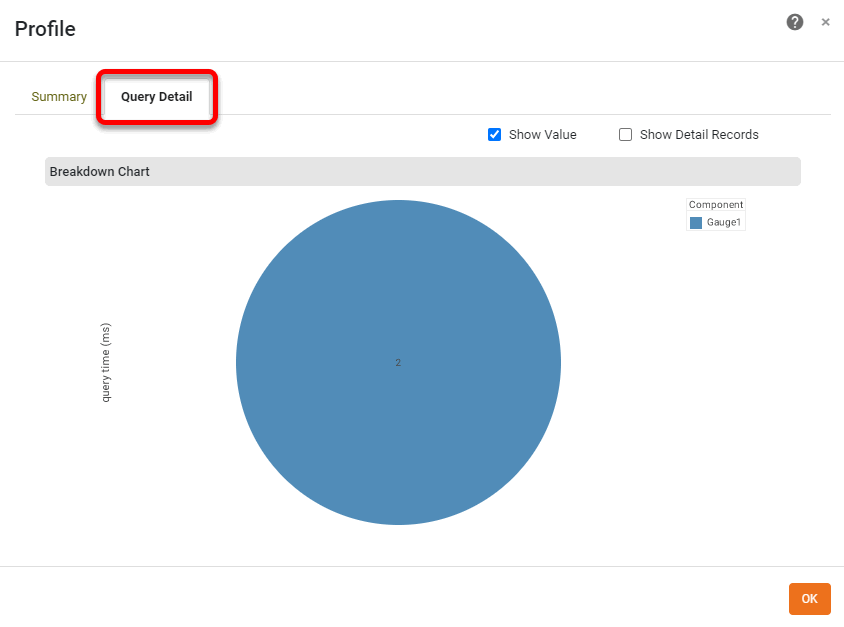 Profile
?
×
Summary
Query Detail
Show Value
Show Detail Records
Breakdown Chart
Component
Gauge1
query time (ms)
2
OK